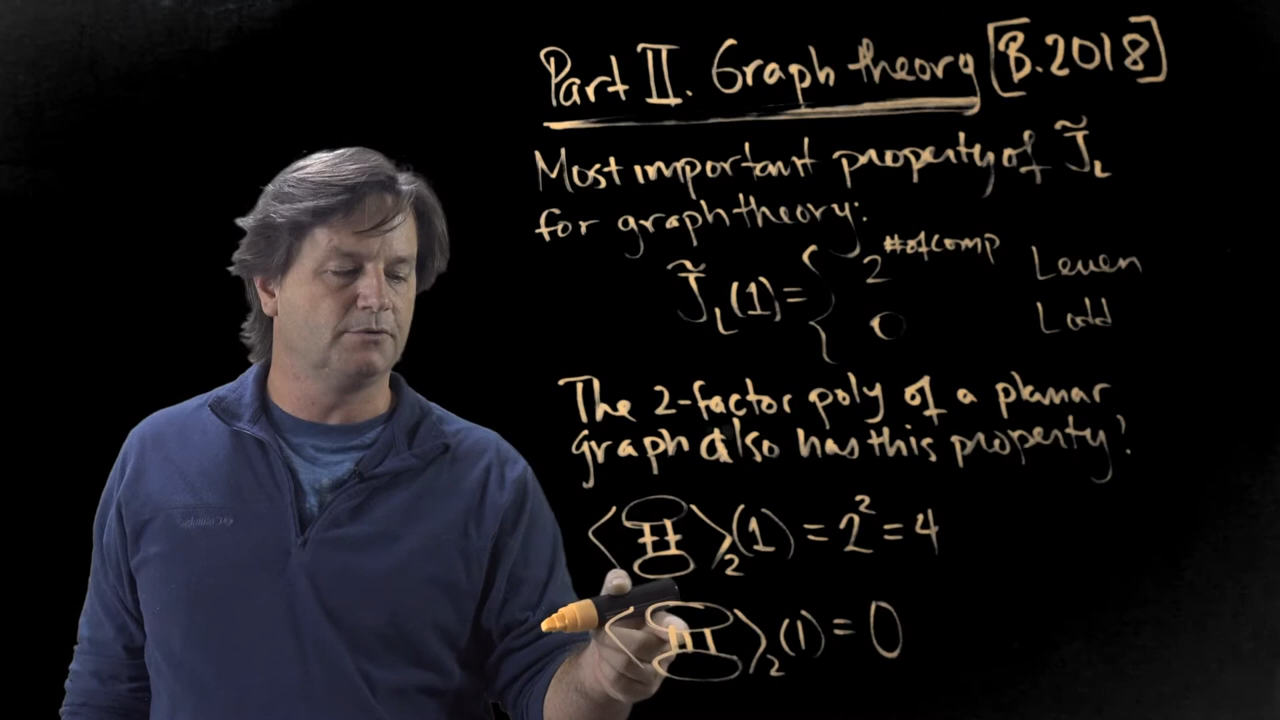 Part II. Graph theory [B.2018]
Most important property of J̃_L
for graph theory:
J̃_L(1) = { 2^{# of comp} L even
0 L odd
The 2-factor poly of a planar
graph also has this property!
⟨ ⟩_2 (1) = 2^2 = 4
⟨ ⟩_2 (1) = 0